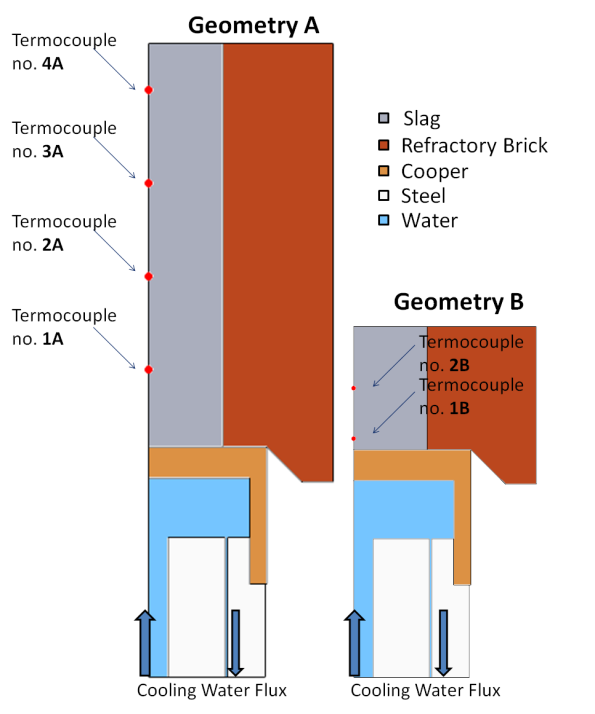 Geometry A
Termocouple
no. 4A
Termocouple
no. 3A
Termocouple
no. 2A
Termocouple
no. 1A
Slag
Refractory Brick
Cooper
Steel
Water
Geometry B
Termocouple
no. 2B
Termocouple
no. 1B
Cooling Water Flux
Cooling Water Flux